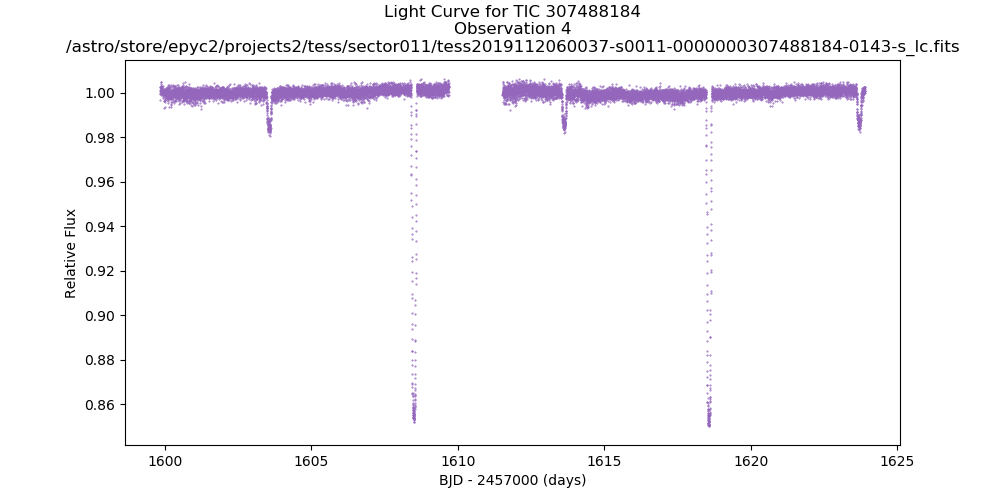 Light Curve for TIC 307488184
Observation 4
/astro/store/epyc2/projects2/tess/sector011/tess2019112060037-s0011-0000000307488184-0143-s_lc.fits
Relative Flux
1.00
0.98
0.96
0.94
0.92
0.90
0.88
0.86
1600
1605
1610
1615
1620
1625
BJD - 2457000 (days)